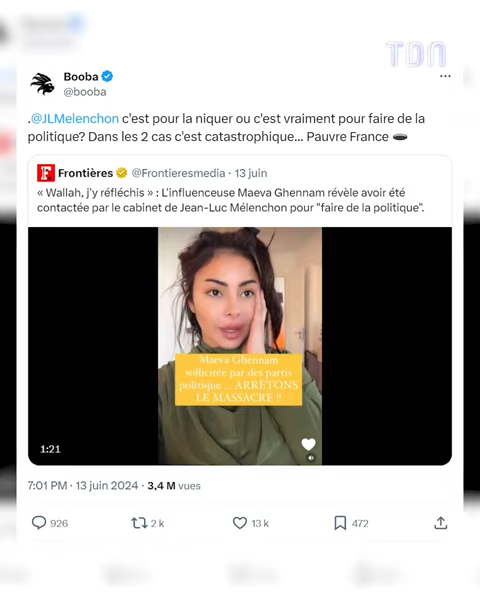 TDN
Booba
@booba
.@JLMelenchon c'est pour la niquer ou c'est vraiment pour faire de la
politique? Dans les 2 cas c'est catastrophique... Pauvre France 🕳️
F Frontières @Frontieresmedia · 13 juin
« Wallah, j'y réfléchis » : L'influenceuse Maeva Ghennam révèle avoir été
contactée par le cabinet de Jean-Luc Mélenchon pour "faire de la politique".
Maeva Ghennam
sollicitée par des partis
politique ... ARRÊTONS
LE MASSACRE !!
1:21
7:01 PM · 13 juin 2024 · 3,4 M vues
926 2 k 13 k 472